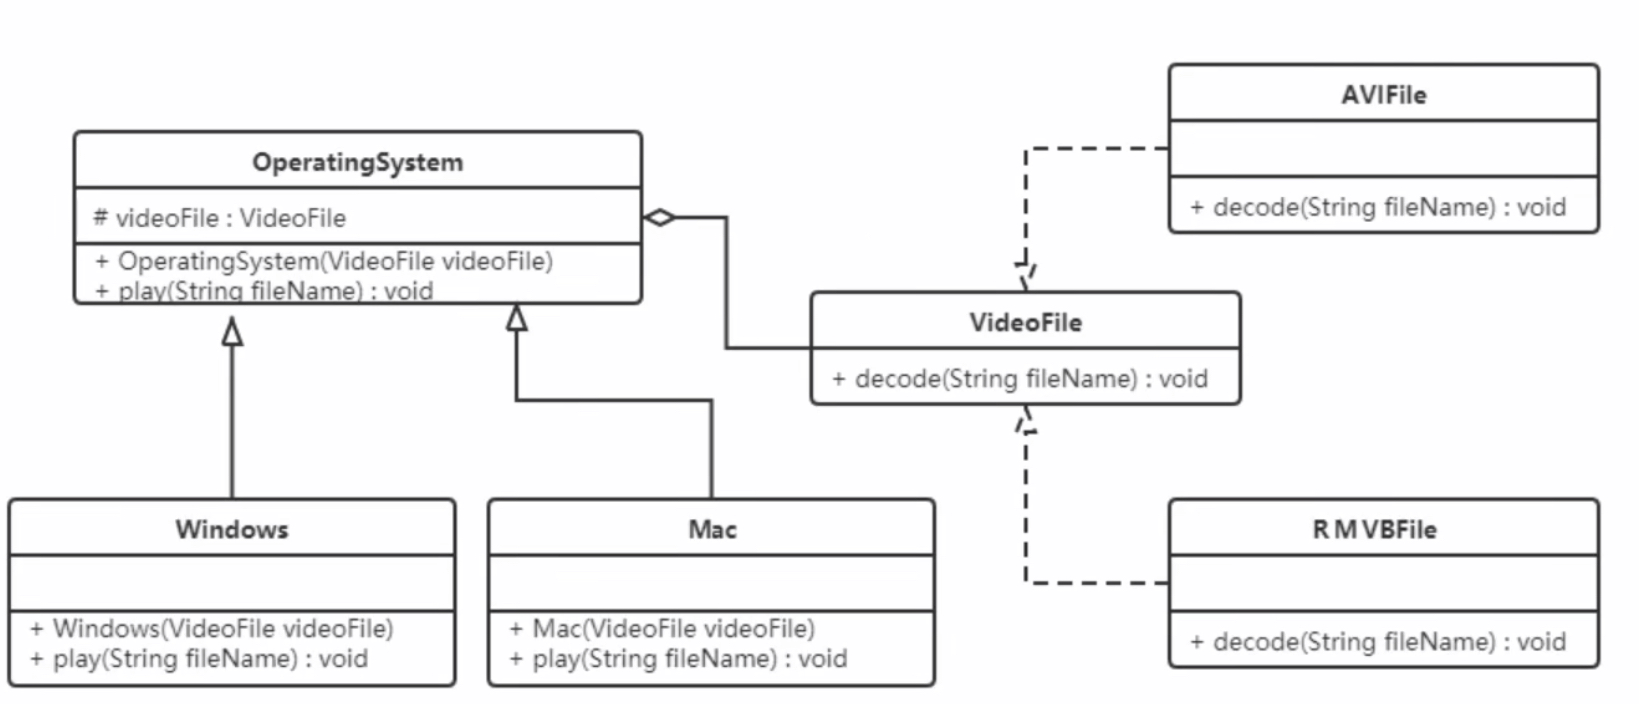 OperatingSystem
# videoFile : VideoFile
+ OperatingSystem(VideoFile videoFile)
+ play(String fileName) : void
AVIFile
+ decode(String fileName) : void
VideoFile
+ decode(String fileName) : void
Windows
+ Windows(VideoFile videoFile)
+ play(String fileName) : void
Mac
+ Mac(VideoFile videoFile)
+ play(String fileName) : void
RMVBFile
+ decode(String fileName) : void